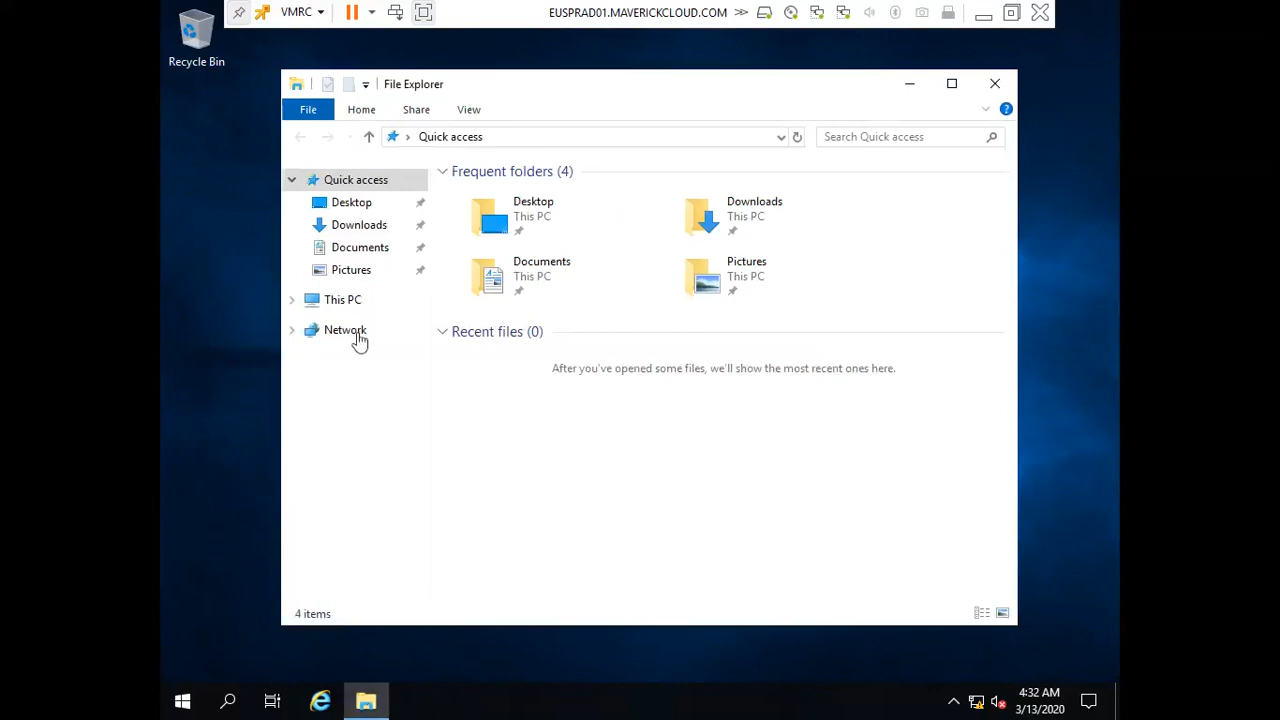 VMRC
EUSPRAD01.MAVERICKCLOUD.COM
Recycle Bin
File Explorer
File Home Share View
Quick access
Search Quick access
Quick access
Desktop
Downloads
Documents
Pictures
This PC
Network
Frequent folders (4)
Desktop
This PC
Downloads
This PC
Documents
This PC
Pictures
This PC
Recent files (0)
After you've opened some files, we'll show the most recent ones here.
4 items
4:32 AM
3/13/2020